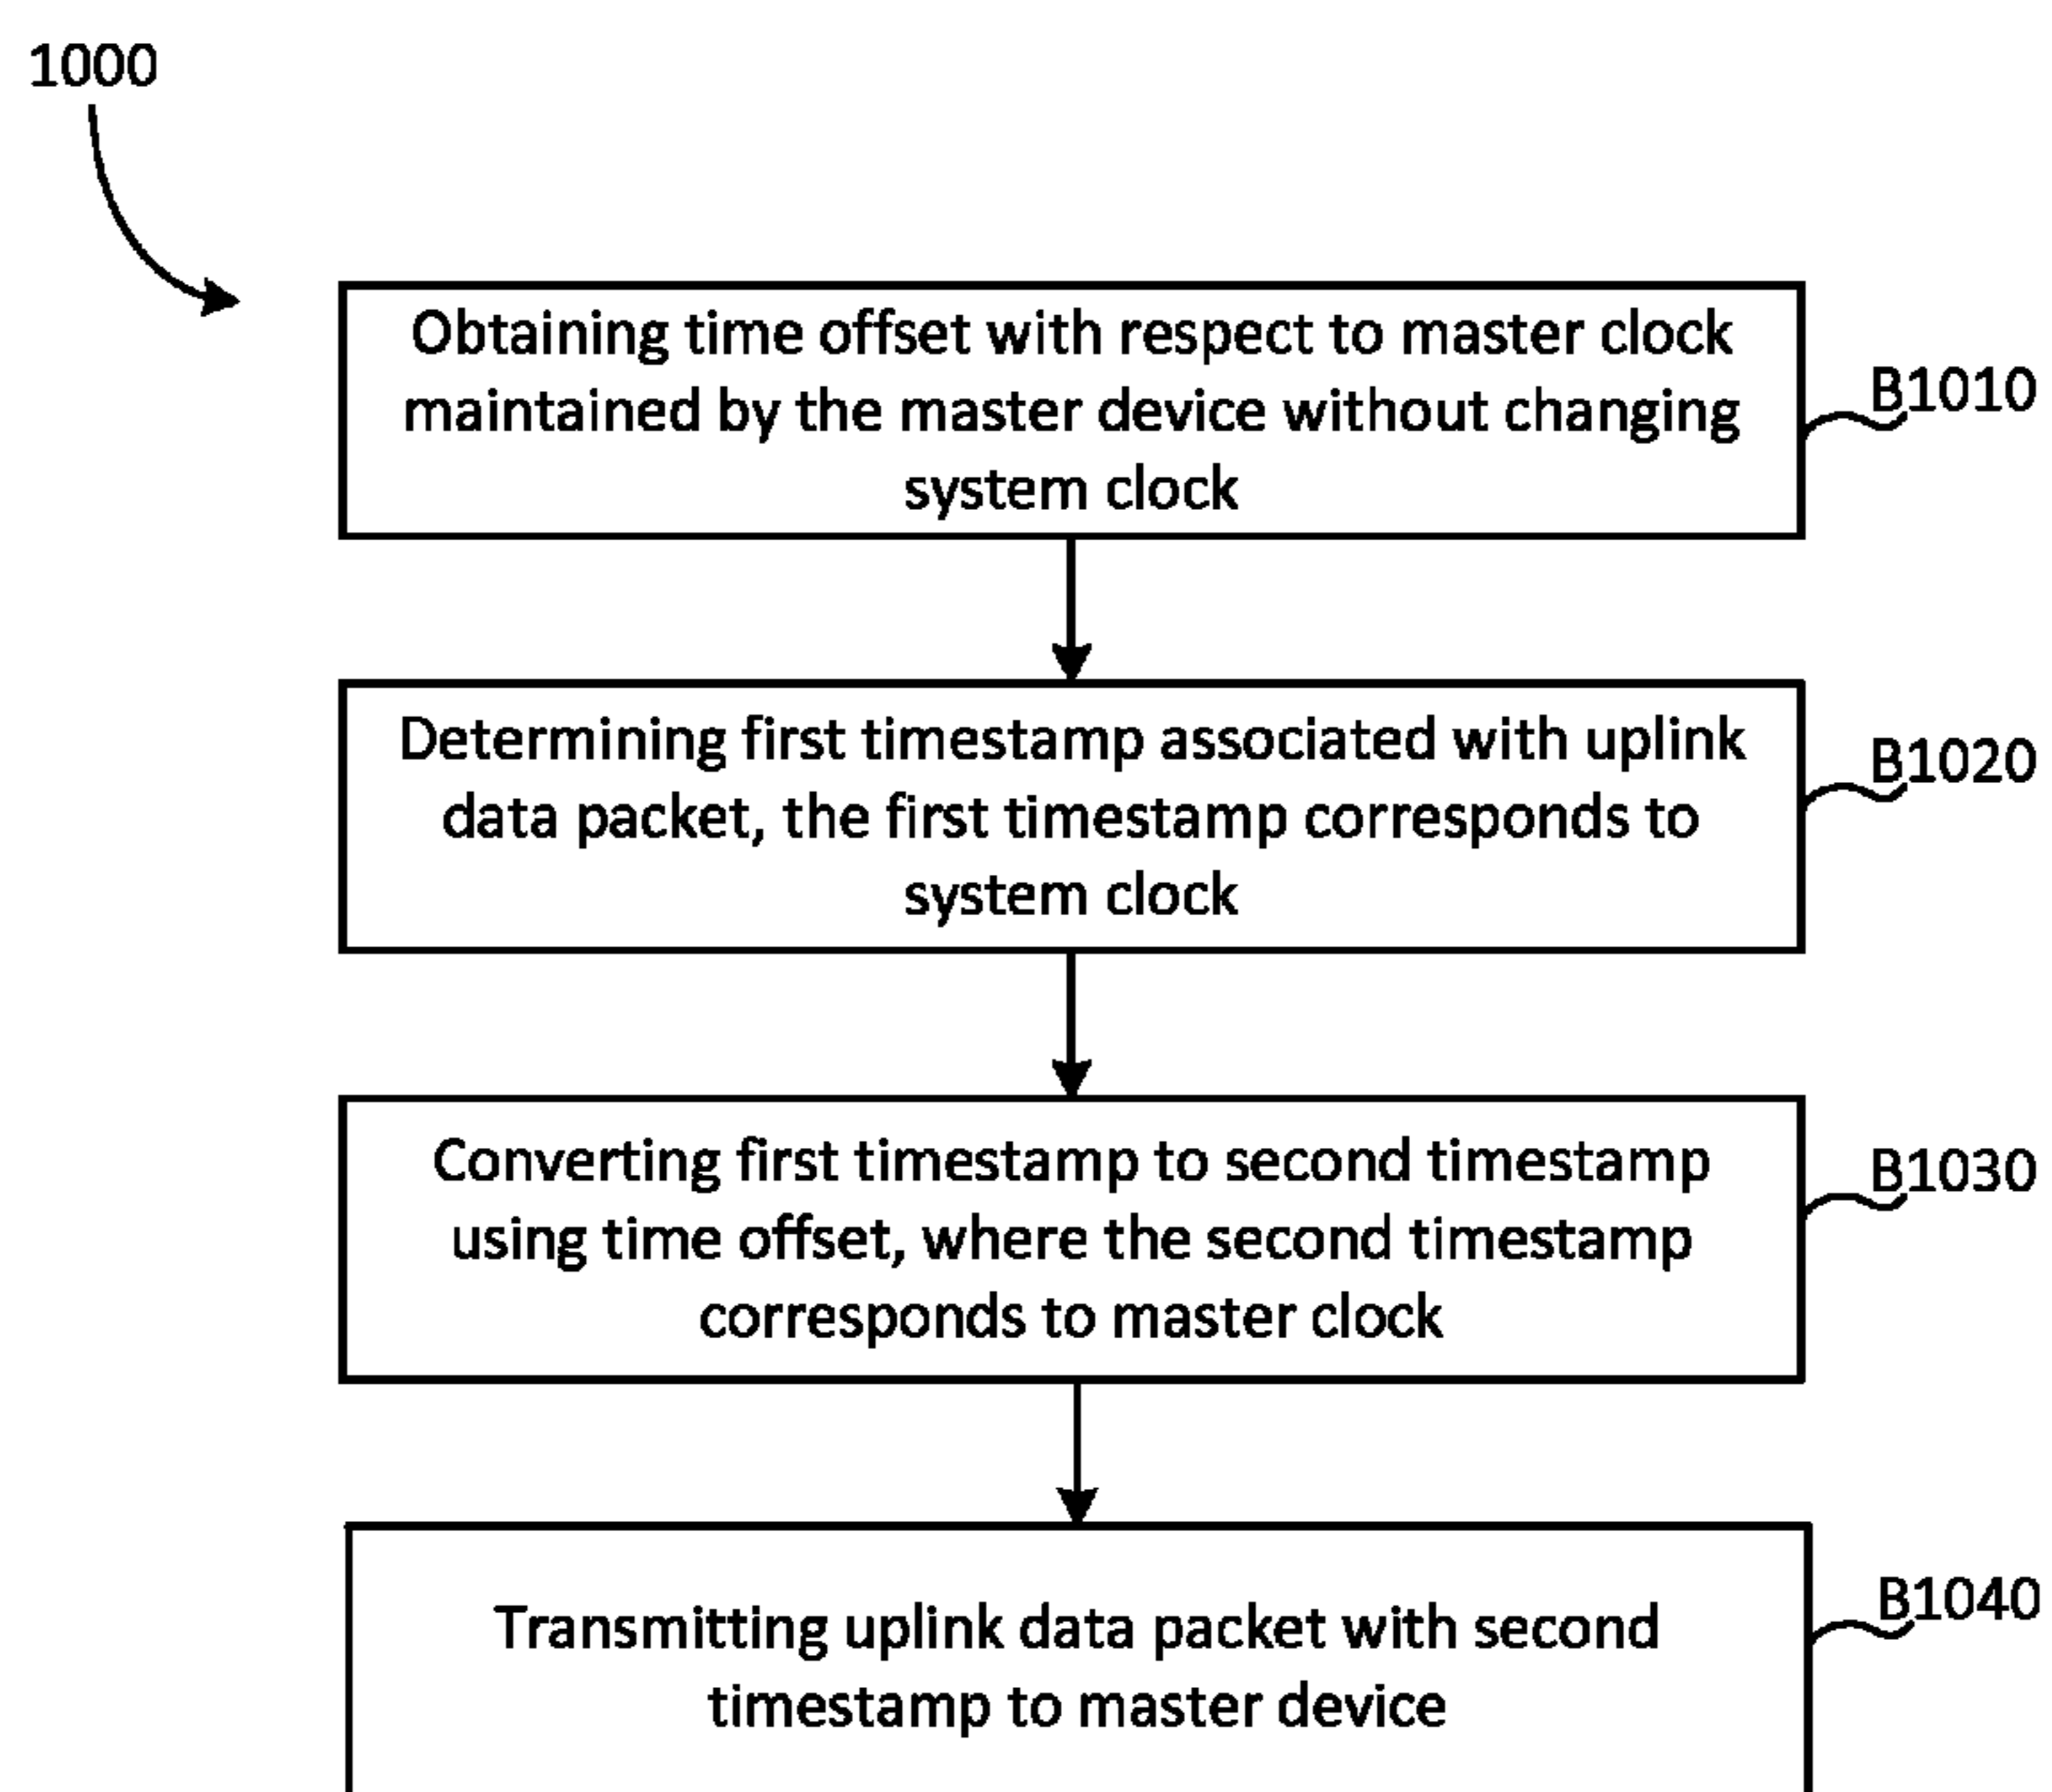 1000
Obtaining time offset with respect to master clock
maintained by the master device without changing
system clock
B1010
Determining first timestamp associated with uplink
data packet, the first timestamp corresponds to
system clock
B1020
Converting first timestamp to second timestamp
using time offset, where the second timestamp
corresponds to master clock
B1030
Transmitting uplink data packet with second
timestamp to master device
B1040